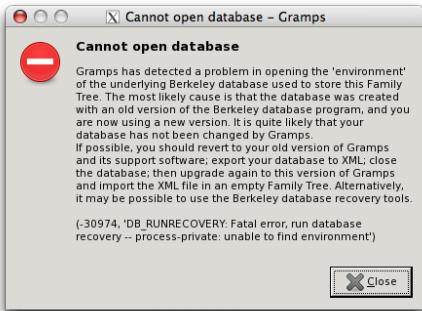 Cannot open database - Gramps
Cannot open database
Gramps has detected a problem in opening the 'environment'
of the underlying Berkeley database used to store this Family
Tree. The most likely cause is that the database was created
with an old version of the Berkeley database program, and you
are now using a new version. It is quite likely that your
database has not been changed by Gramps.
If possible, you should revert to your old version of Gramps
and its support software; export your database to XML; close
the database; then upgrade again to this version of Gramps
and import the XML file in an empty Family Tree. Alternatively,
it may be possible to use the Berkeley database recovery tools.
(-30974, 'DB_RUNRECOVERY: Fatal error, run database
recovery -- process-private: unable to find environment')
Close